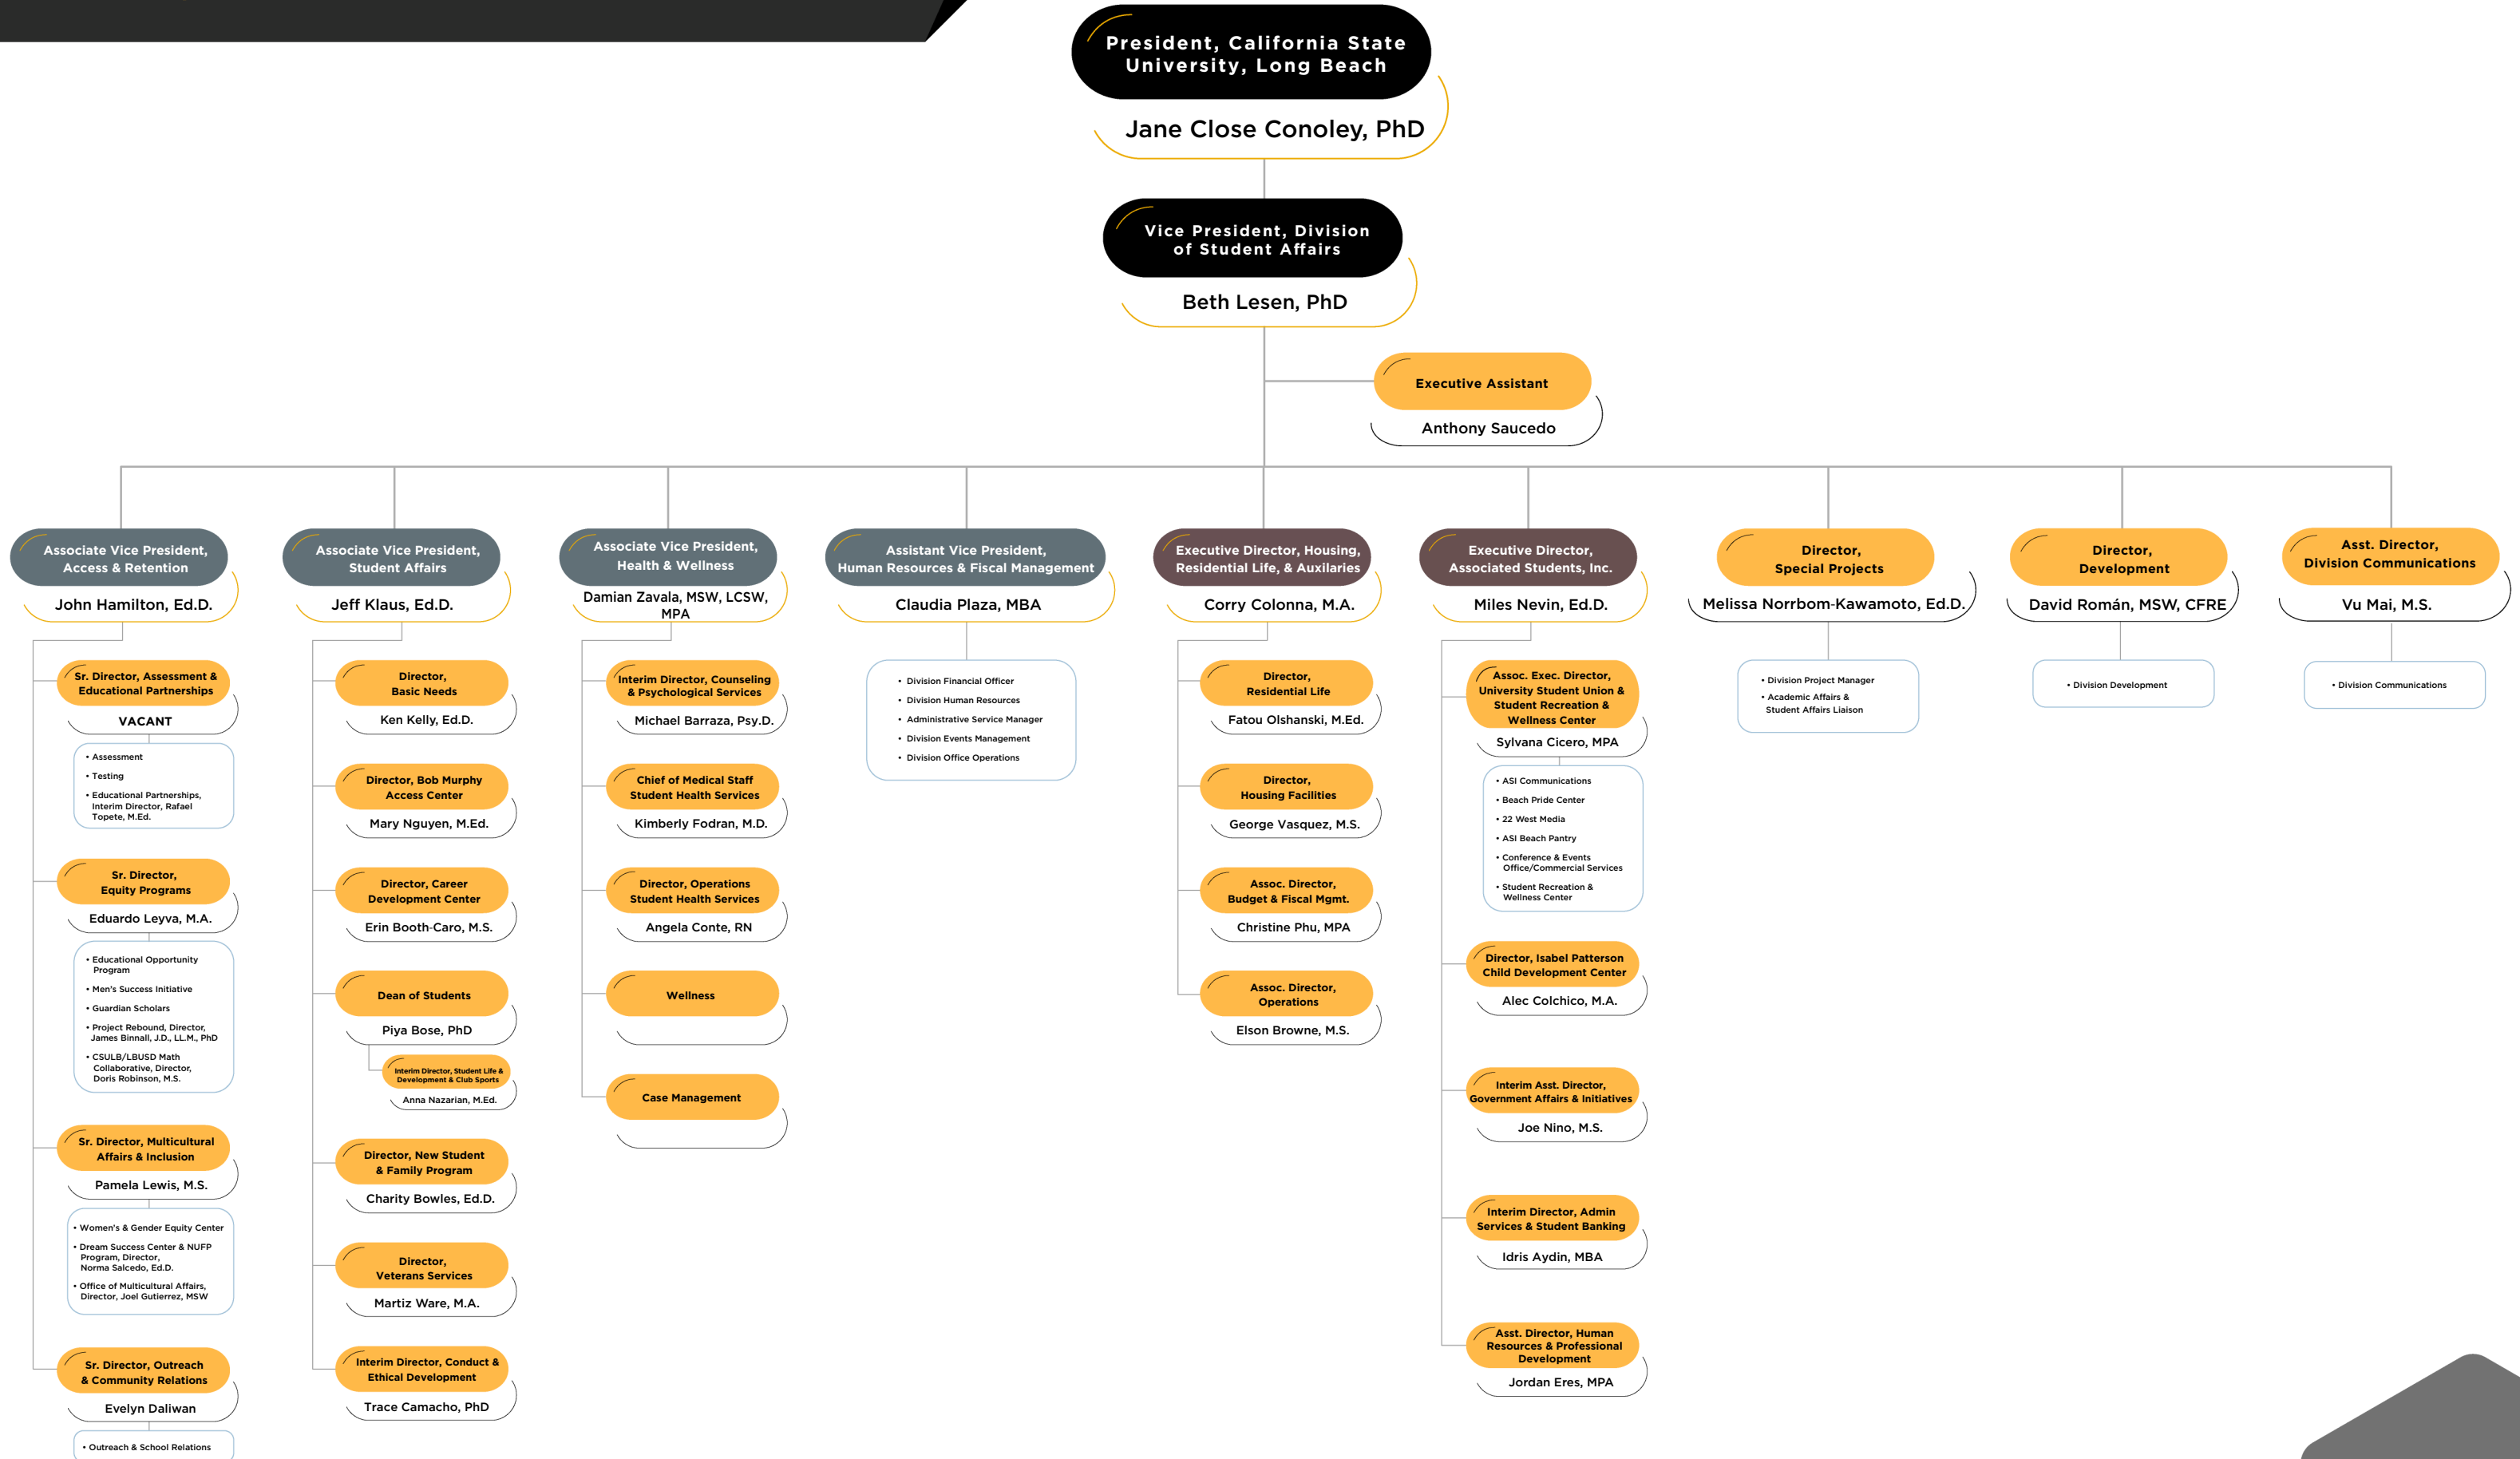 President, California State
University, Long Beach
Jane Close Conoley, PhD
Vice President, Division
of Student Affairs
Beth Lesen, PhD
Executive Assistant
Anthony Saucedo
Associate Vice President,
Access & Retention
John Hamilton, Ed.D.
Sr. Director, Assessment &
Educational Partnerships
VACANT
• Assessment
• Testing
• Educational Partnerships,
Interim Director, Rafael
Topete, M.Ed.
Sr. Director,
Equity Programs
Eduardo Leyva, M.A.
• Educational Opportunity
Program
• Men's Success Initiative
• Guardian Scholars
• Project Rebound, Director,
James Binnall, J.D., LL.M., PhD
• CSULB/LBUSD Math
Collaborative, Director,
Doris Robinson, M.S.
Sr. Director, Multicultural
Affairs & Inclusion
Pamela Lewis, M.S.
• Women's & Gender Equity Center
• Dream Success Center & NUFP
Program, Director,
Norma Salcedo, Ed.D.
• Office of Multicultural Affairs,
Director, Joel Gutierrez, MSW
Sr. Director, Outreach
& Community Relations
Evelyn Daliwan
• Outreach & School Relations
Associate Vice President,
Student Affairs
Jeff Klaus, Ed.D.
Director,
Basic Needs
Ken Kelly, Ed.D.
Director, Bob Murphy
Access Center
Mary Nguyen, M.Ed.
Director, Career
Development Center
Erin Booth-Caro, M.S.
Dean of Students
Piya Bose, PhD
Interim Director, Student Life &
Development & Club Sports
Anna Nazarian, M.Ed.
Director, New Student
& Family Program
Charity Bowles, Ed.D.
Director,
Veterans Services
Martiz Ware, M.A.
Interim Director, Conduct &
Ethical Development
Trace Camacho, PhD
Associate Vice President,
Health & Wellness
Damian Zavala, MSW, LCSW,
MPA
Interim Director, Counseling
& Psychological Services
Michael Barraza, Psy.D.
Chief of Medical Staff
Student Health Services
Kimberly Fodran, M.D.
Director, Operations
Student Health Services
Angela Conte, RN
Wellness
Case Management
Assistant Vice President,
Human Resources & Fiscal Management
Claudia Plaza, MBA
• Division Financial Officer
• Division Human Resources
• Administrative Service Manager
• Division Events Management
• Division Office Operations
Executive Director, Housing,
Residential Life, & Auxilaries
Corry Colonna, M.A.
Director,
Residential Life
Fatou Olshanski, M.Ed.
Director,
Housing Facilities
George Vasquez, M.S.
Assoc. Director,
Budget & Fiscal Mgmt.
Christine Phu, MPA
Assoc. Director,
Operations
Elson Browne, M.S.
Executive Director,
Associated Students, Inc.
Miles Nevin, Ed.D.
Assoc. Exec. Director,
University Student Union &
Student Recreation &
Wellness Center
Sylvana Cicero, MPA
• ASI Communications
• Beach Pride Center
• 22 West Media
• ASI Beach Pantry
• Conference & Events
Office/Commercial Services
• Student Recreation &
Wellness Center
Director, Isabel Patterson
Child Development Center
Alec Colchico, M.A.
Interim Asst. Director,
Government Affairs & Initiatives
Joe Nino, M.S.
Interim Director, Admin
Services & Student Banking
Idris Aydin, MBA
Asst. Director, Human
Resources & Professional
Development
Jordan Eres, MPA
Director,
Special Projects
Melissa Norrbom-Kawamoto, Ed.D.
• Division Project Manager
• Academic Affairs &
Student Affairs Liaison
Director,
Development
David Román, MSW, CFRE
• Division Development
Asst. Director,
Division Communications
Vu Mai, M.S.
• Division Communications